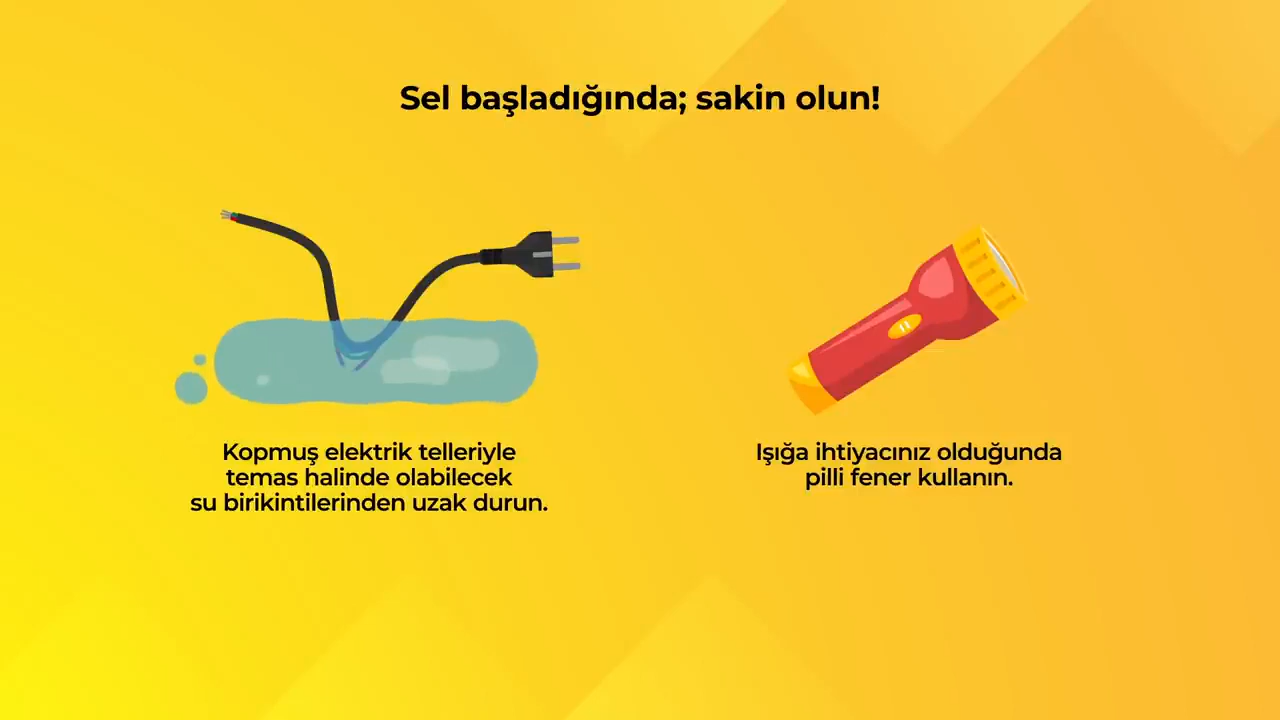 Sel başladığında; sakin olun!
Kopmuş elektrik telleriyle
temas halinde olabilecek
su birikintilerinden uzak durun.
Işığa ihtiyacınız olduğunda
pilli fener kullanın.